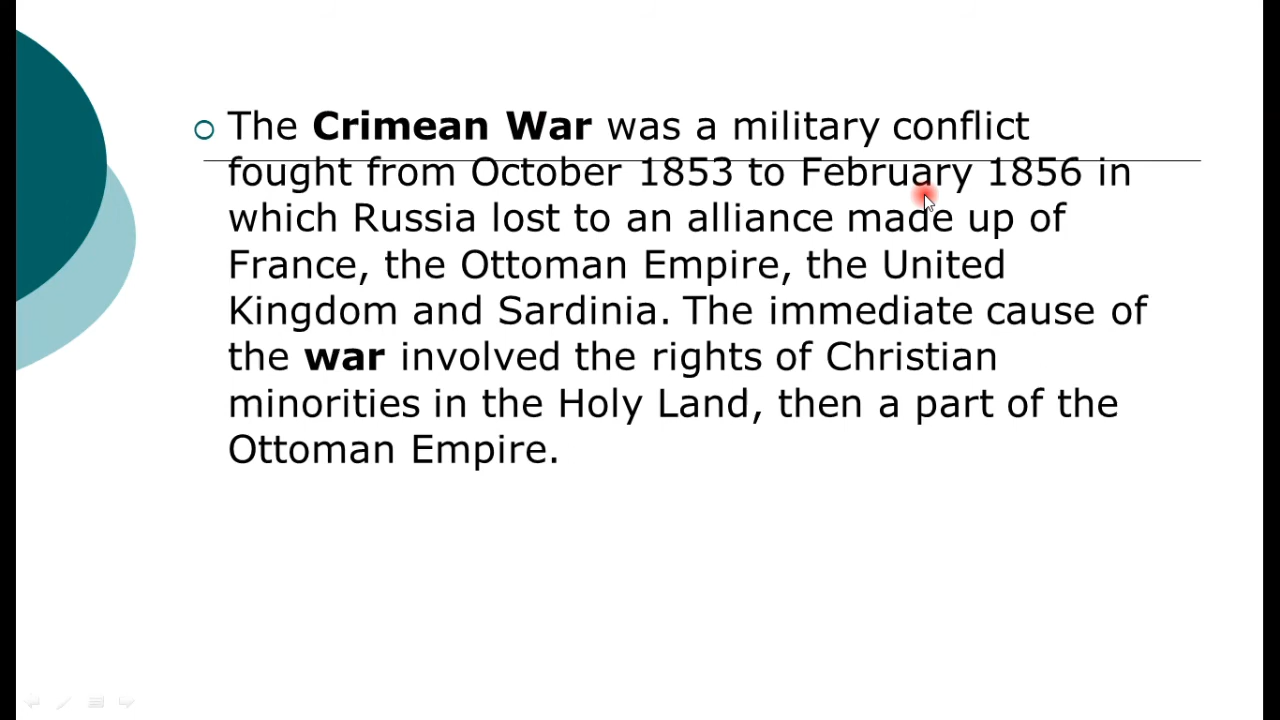 The Crimean War was a military conflict
fought from October 1853 to February 1856 in
which Russia lost to an alliance made up of
France, the Ottoman Empire, the United
Kingdom and Sardinia. The immediate cause of
the war involved the rights of Christian
minorities in the Holy Land, then a part of the
Ottoman Empire.